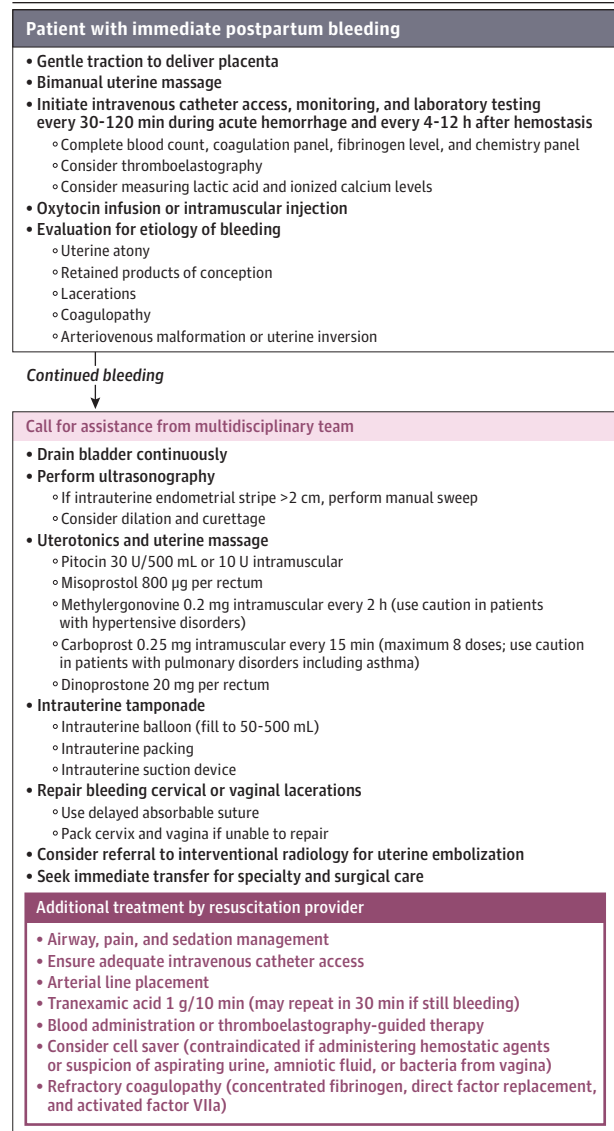 Patient with immediate postpartum bleeding
• Gentle traction to deliver placenta
• Bimanual uterine massage
• Initiate intravenous catheter access, monitoring, and laboratory testing
every 30-120 min during acute hemorrhage and every 4-12 h after hemostasis
◦ Complete blood count, coagulation panel, fibrinogen level, and chemistry panel
◦ Consider thromboelastography
◦ Consider measuring lactic acid and ionized calcium levels
• Oxytocin infusion or intramuscular injection
• Evaluation for etiology of bleeding
◦ Uterine atony
◦ Retained products of conception
◦ Lacerations
◦ Coagulopathy
◦ Arteriovenous malformation or uterine inversion
Continued bleeding
Call for assistance from multidisciplinary team
• Drain bladder continuously
• Perform ultrasonography
◦ If intrauterine endometrial stripe >2 cm, perform manual sweep
◦ Consider dilation and curettage
• Uterotonics and uterine massage
◦ Pitocin 30 U/500 mL or 10 U intramuscular
◦ Misoprostol 800 μg per rectum
◦ Methylergonovine 0.2 mg intramuscular every 2 h (use caution in patients
with hypertensive disorders)
◦ Carboprost 0.25 mg intramuscular every 15 min (maximum 8 doses; use caution
in patients with pulmonary disorders including asthma)
◦ Dinoprostone 20 mg per rectum
• Intrauterine tamponade
◦ Intrauterine balloon (fill to 50-500 mL)
◦ Intrauterine packing
◦ Intrauterine suction device
• Repair bleeding cervical or vaginal lacerations
◦ Use delayed absorbable suture
◦ Pack cervix and vagina if unable to repair
• Consider referral to interventional radiology for uterine embolization
• Seek immediate transfer for specialty and surgical care
Additional treatment by resuscitation provider
• Airway, pain, and sedation management
• Ensure adequate intravenous catheter access
• Arterial line placement
• Tranexamic acid 1 g/10 min (may repeat in 30 min if still bleeding)
• Blood administration or thromboelastography-guided therapy
• Consider cell saver (contraindicated if administering hemostatic agents
or suspicion of aspirating urine, amniotic fluid, or bacteria from vagina)
• Refractory coagulopathy (concentrated fibrinogen, direct factor replacement,
and activated factor VIIa)